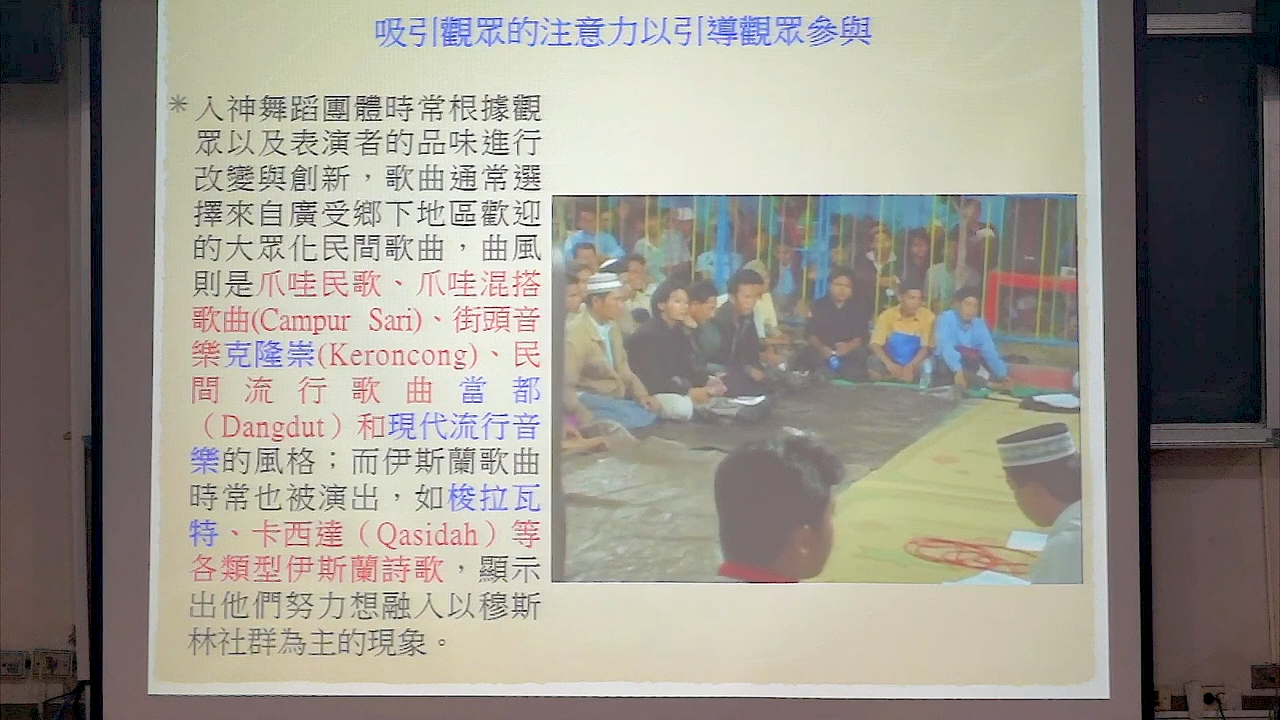 吸引觀眾的注意力以引導觀眾參與
入神舞蹈團體時常根據觀
眾以及表演者的品味進行
改變與創新，歌曲通常選
擇來自廣受鄉下地區歡迎
的大眾化民間歌曲，曲風
則是爪哇民歌、爪哇混搭
歌曲(Campur Sari)、街頭音
樂克隆崇(Keroncong)、民
間流行歌曲當都
（Dangdut）和現代流行音
樂的風格；而伊斯蘭歌曲
時常也被演出，如梭拉瓦
特、卡西達（Qasidah）等
各類型伊斯蘭詩歌，顯示
出他們努力想融入以穆斯
林社群為主的現象。